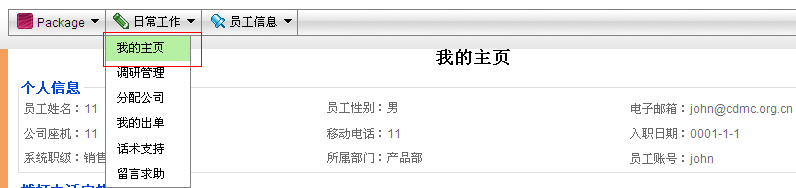 Package 日常工作 员工信息
我的主页
调研管理
分配公司
我的出单
话术支持
留言求助
我的主页
个人信息
员工姓名：11 员工性别：男 电子邮箱：john@cdmc.org.cn
公司座机：11 移动电话：11 入职日期：0001-1-1
系统职级：销售 所属部门：产品部 员工账号：john